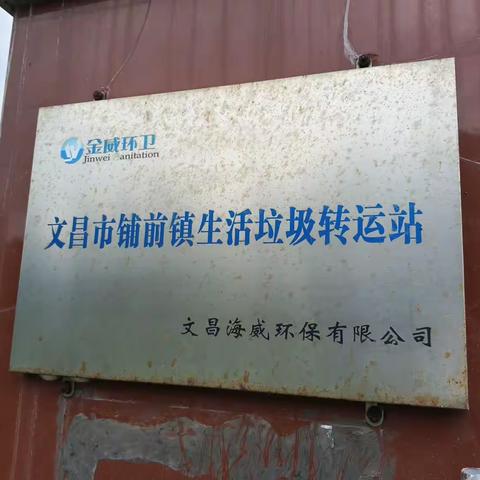 金威环卫
Jinwei Sanitation
文昌市铺前镇生活垃圾转运站
文昌海威环保有限公司